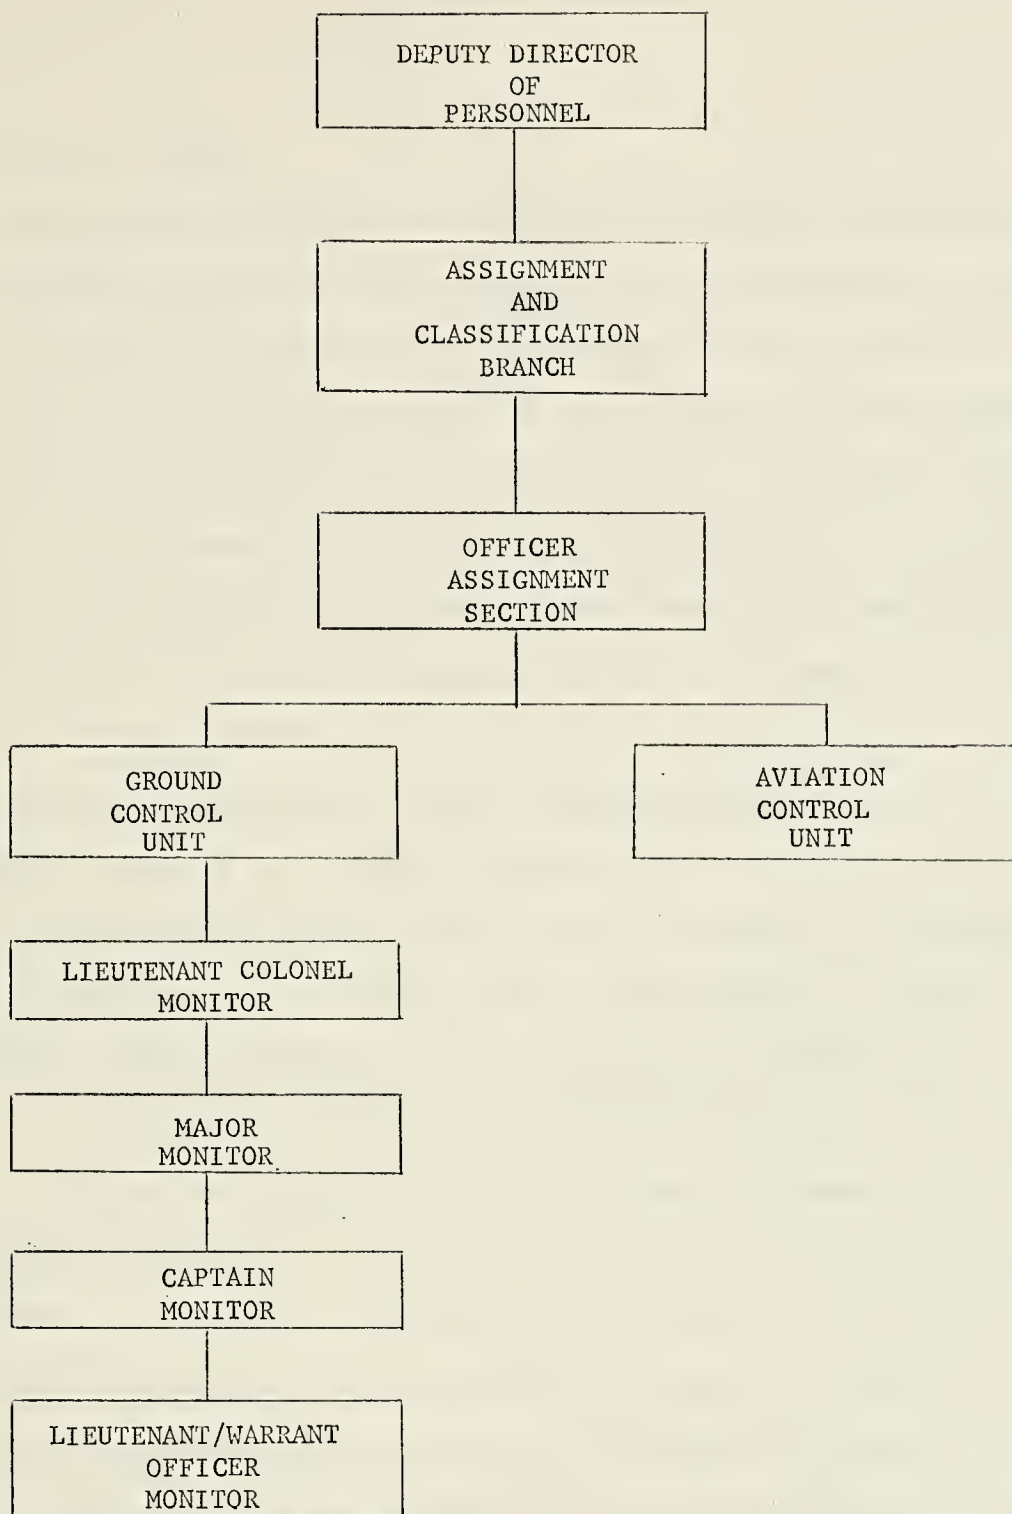 DEPUTY DIRECTOR
OF
PERSONNEL
ASSIGNMENT
AND
CLASSIFICATION
BRANCH
OFFICER
ASSIGNMENT
SECTION
GROUND
CONTROL
UNIT
AVIATION
CONTROL
UNIT
LIEUTENANT COLONEL
MONITOR
MAJOR
MONITOR
CAPTAIN
MONITOR
LIEUTENANT/WARRANT
OFFICER
MONITOR